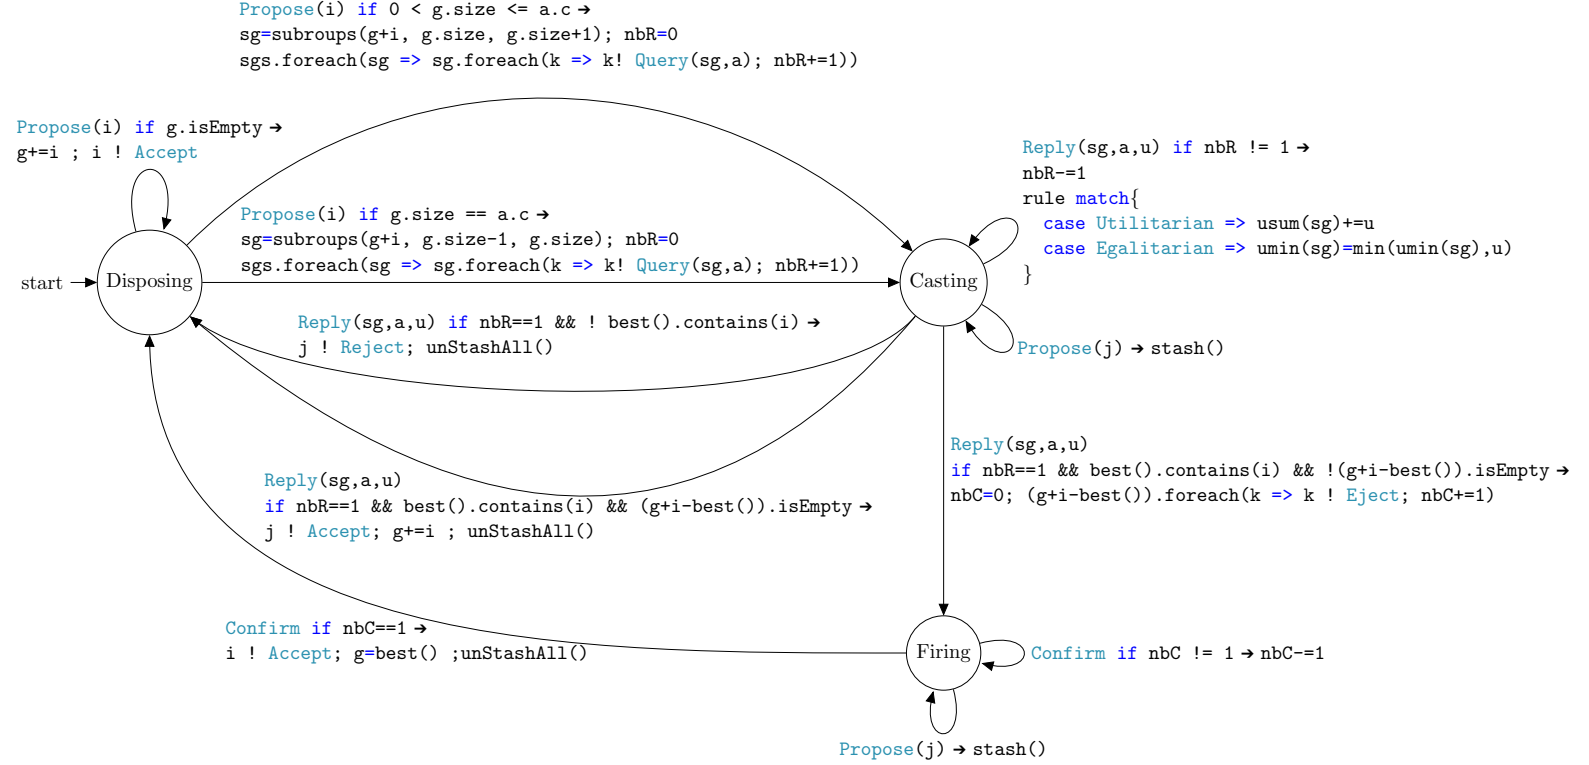 Propose(i) if 0 < g.size <= a.c →
sg=subroups(g+i, g.size, g.size+1); nbR=0
sgs.foreach(sg => sg.foreach(k => k! Query(sg,a); nbR+=1))
Propose(i) if g.isEmpty →
g+=i ; i ! Accept
Reply(sg,a,u) if nbR != 1 →
nbR-=1
rule match{
case Utilitarian => usum(sg)+=u
case Egalitarian => umin(sg)=min(umin(sg),u)
}
Propose(i) if g.size == a.c →
sg=subroups(g+i, g.size-1, g.size); nbR=0
sgs.foreach(sg => sg.foreach(k => k! Query(sg,a); nbR+=1))
start
Disposing
Casting
Reply(sg,a,u) if nbR==1 && ! best().contains(i) →
j ! Reject; unStashAll()
Propose(j) → stash()
Reply(sg,a,u)
if nbR==1 && best().contains(i) && !(g+i-best()).isEmpty →
nbC=0; (g+i-best()).foreach(k => k ! Eject; nbC+=1)
Reply(sg,a,u)
if nbR==1 && best().contains(i) && (g+i-best()).isEmpty →
j ! Accept; g+=i ; unStashAll()
Confirm if nbC==1 →
i ! Accept; g=best() ;unStashAll()
Firing
Confirm if nbC != 1 → nbC-=1
Propose(j) → stash()